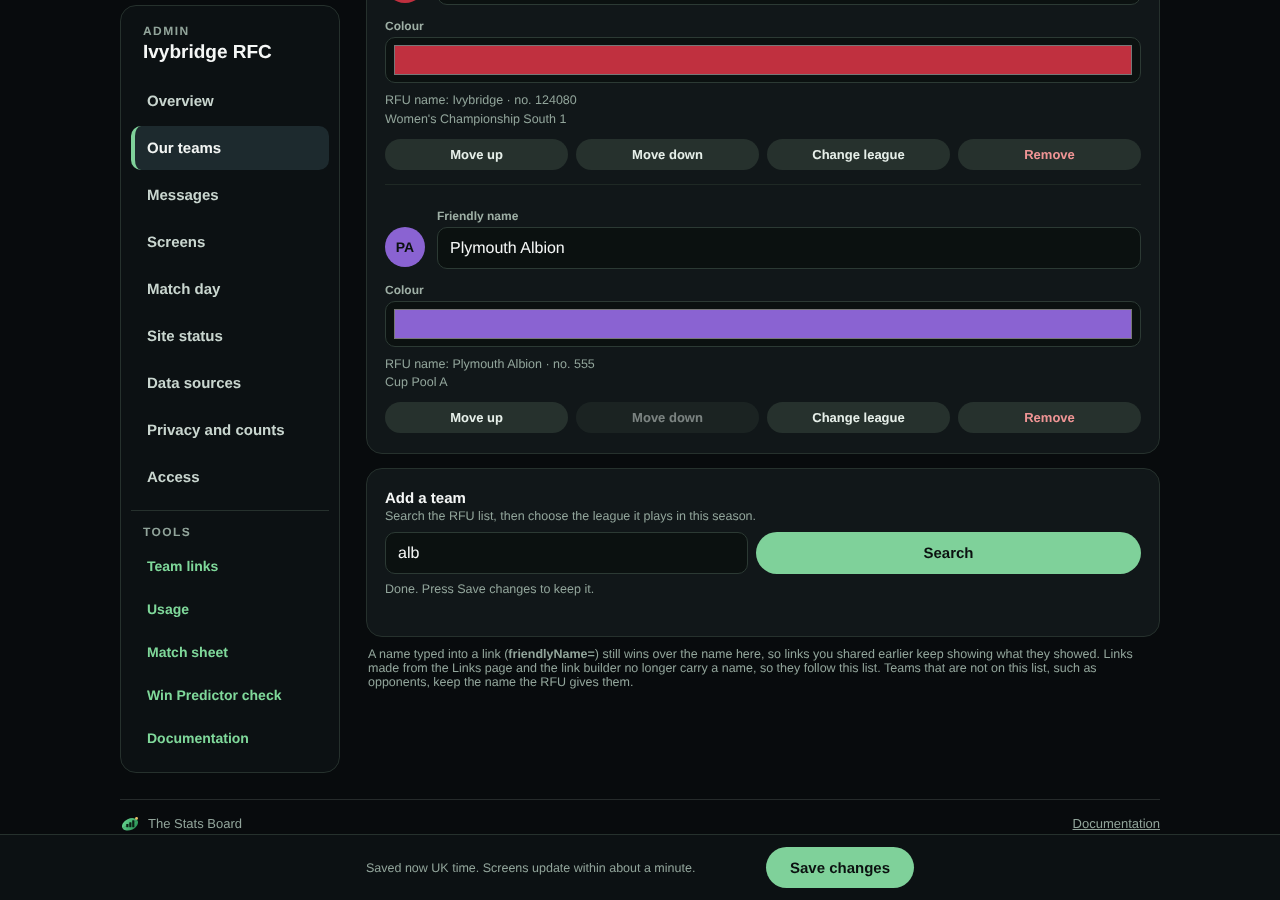 ADMIN
Ivybridge RFC
Overview
Our teams
Messages
Screens
Match day
Site status
Data sources
Privacy and counts
Access
TOOLS
Team links
Usage
Match sheet
Win Predictor check
Documentation
Colour
RFU name: Ivybridge · no. 124080
Women's Championship South 1
Move up
Move down
Change league
Remove
Friendly name
PA
Plymouth Albion
Colour
RFU name: Plymouth Albion · no. 555
Cup Pool A
Move up
Move down
Change league
Remove
Add a team
Search the RFU list, then choose the league it plays in this season.
alb
Search
Done. Press Save changes to keep it.
A name typed into a link (friendlyName=) still wins over the name here, so links you shared earlier keep showing what they showed. Links
made from the Links page and the link builder no longer carry a name, so they follow this list. Teams that are not on this list, such as
opponents, keep the name the RFU gives them.
The Stats Board
Documentation
Saved now UK time. Screens update within about a minute.
Save changes